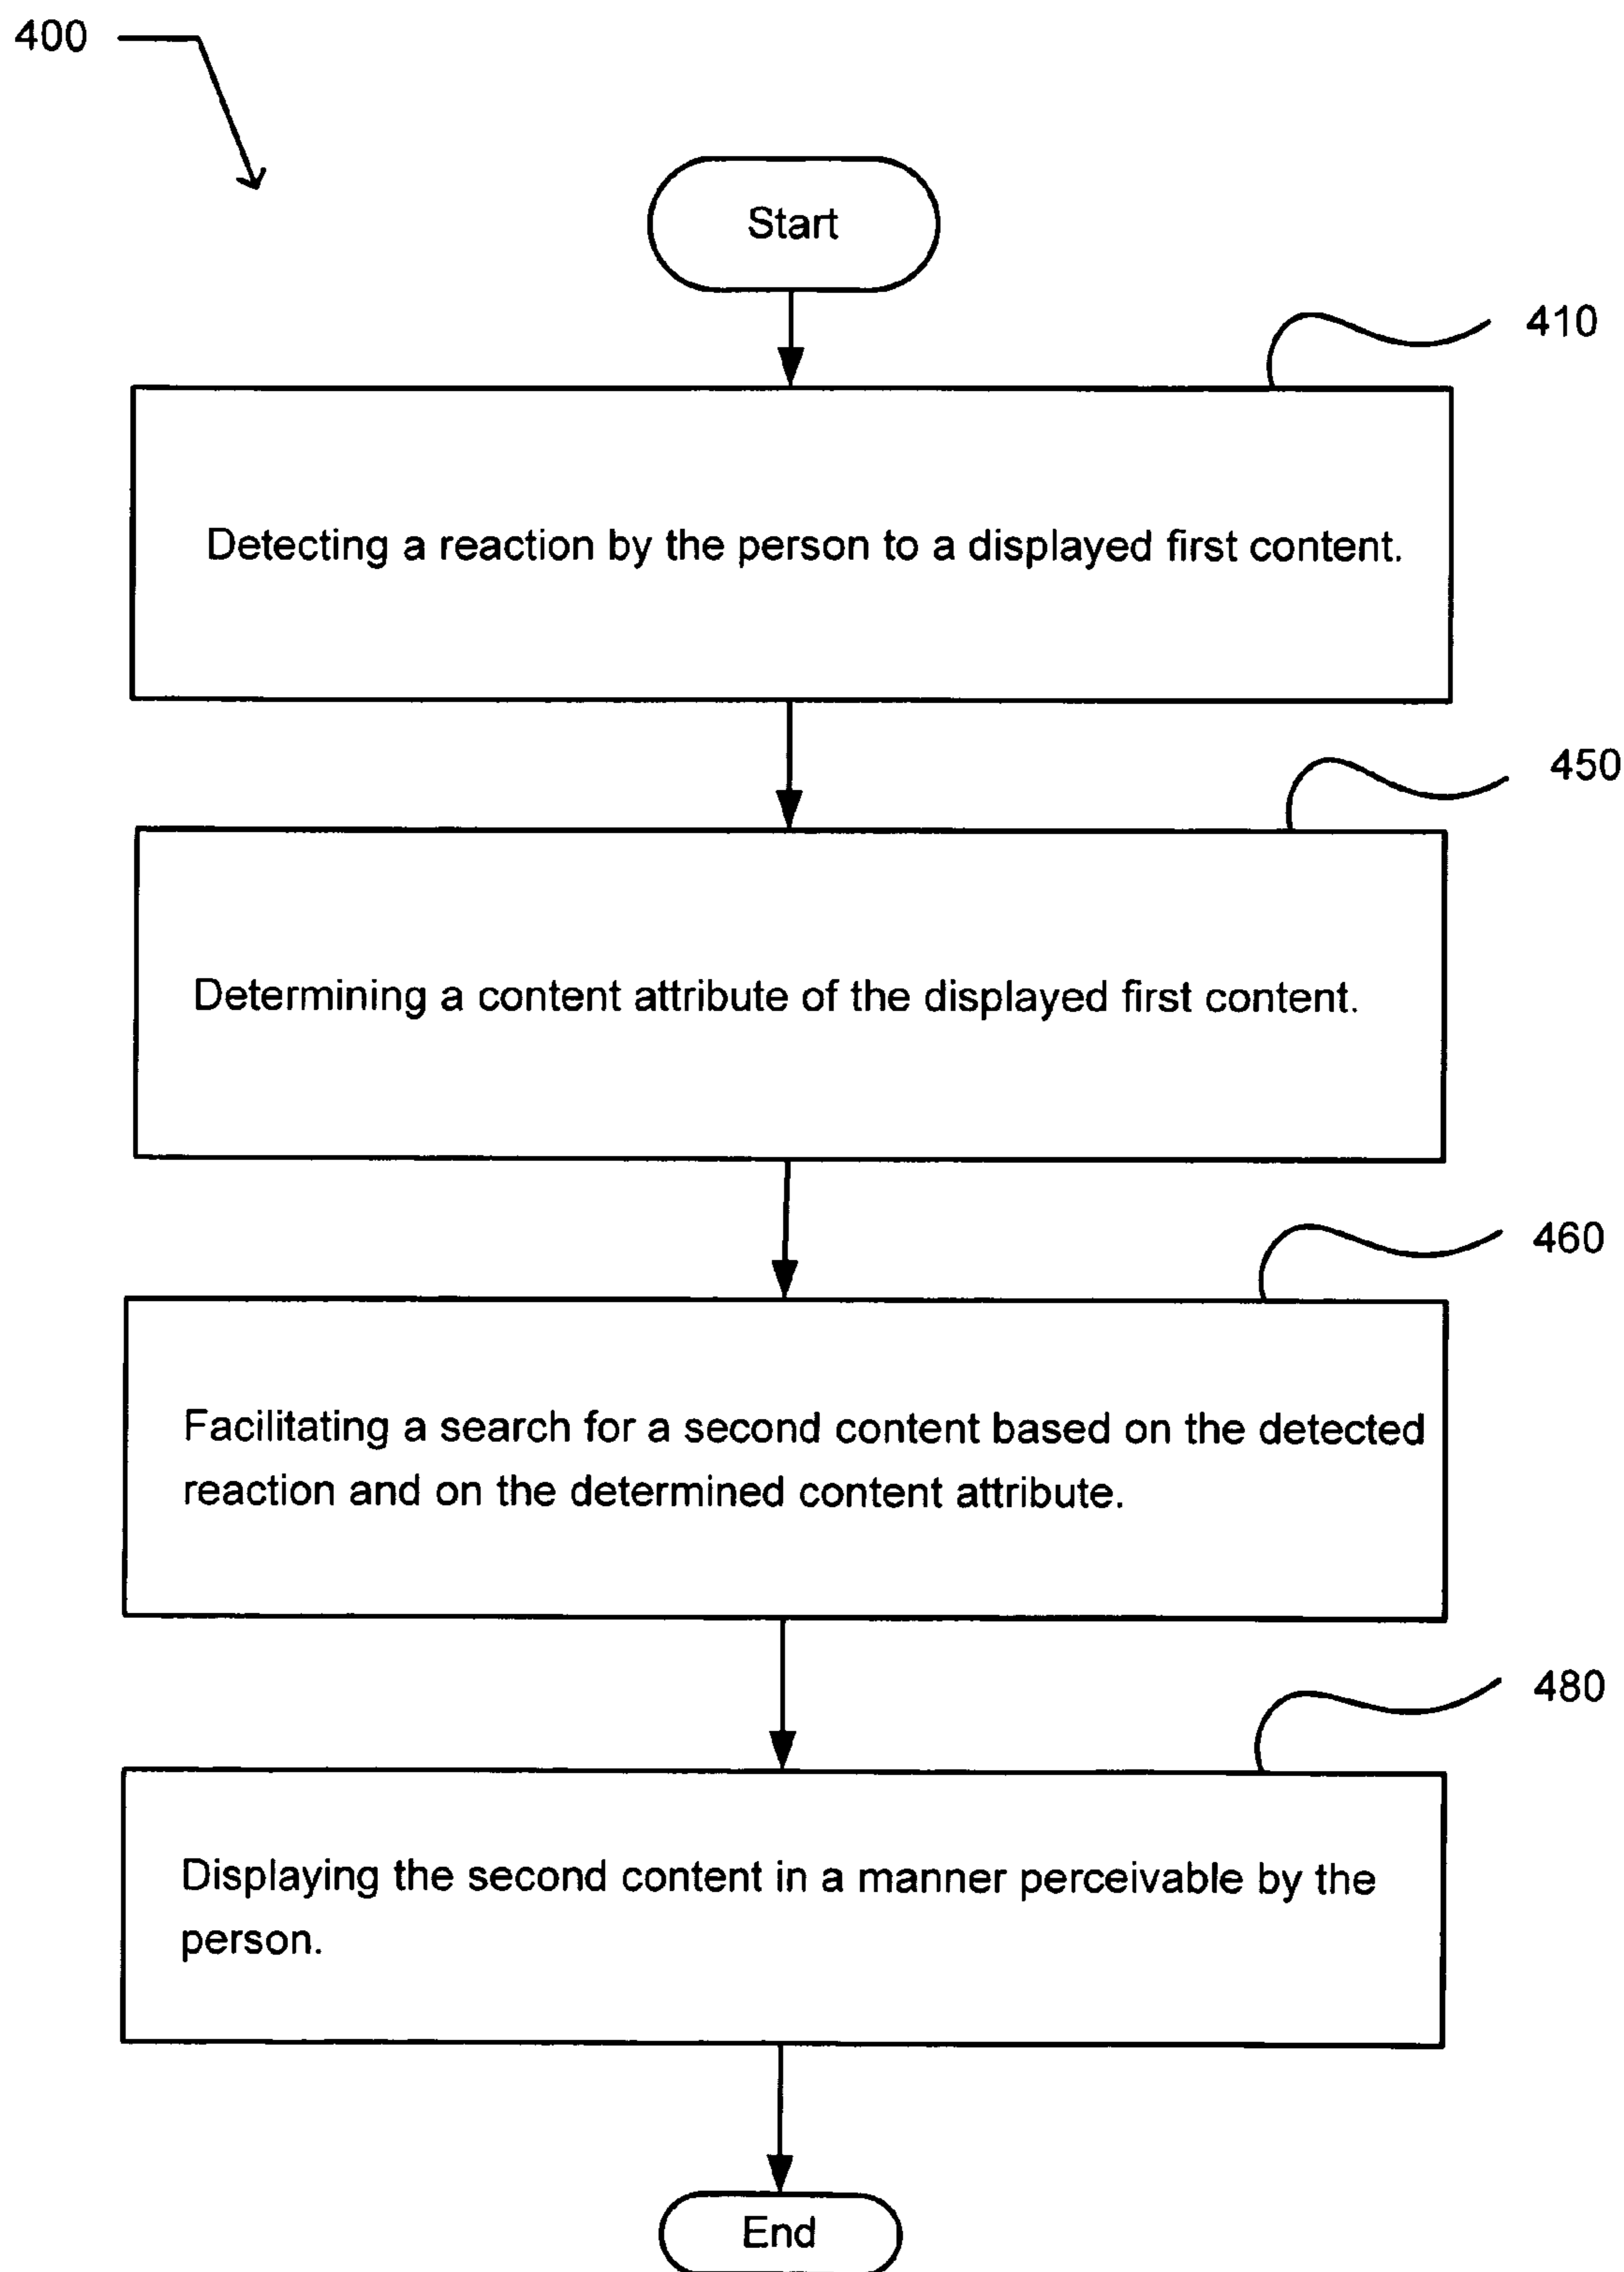 400
Start
410
Detecting a reaction by the person to a displayed first content.
450
Determining a content attribute of the displayed first content.
460
Facilitating a search for a second content based on the detected
reaction and on the determined content attribute.
480
Displaying the second content in a manner perceivable by the
person.
End